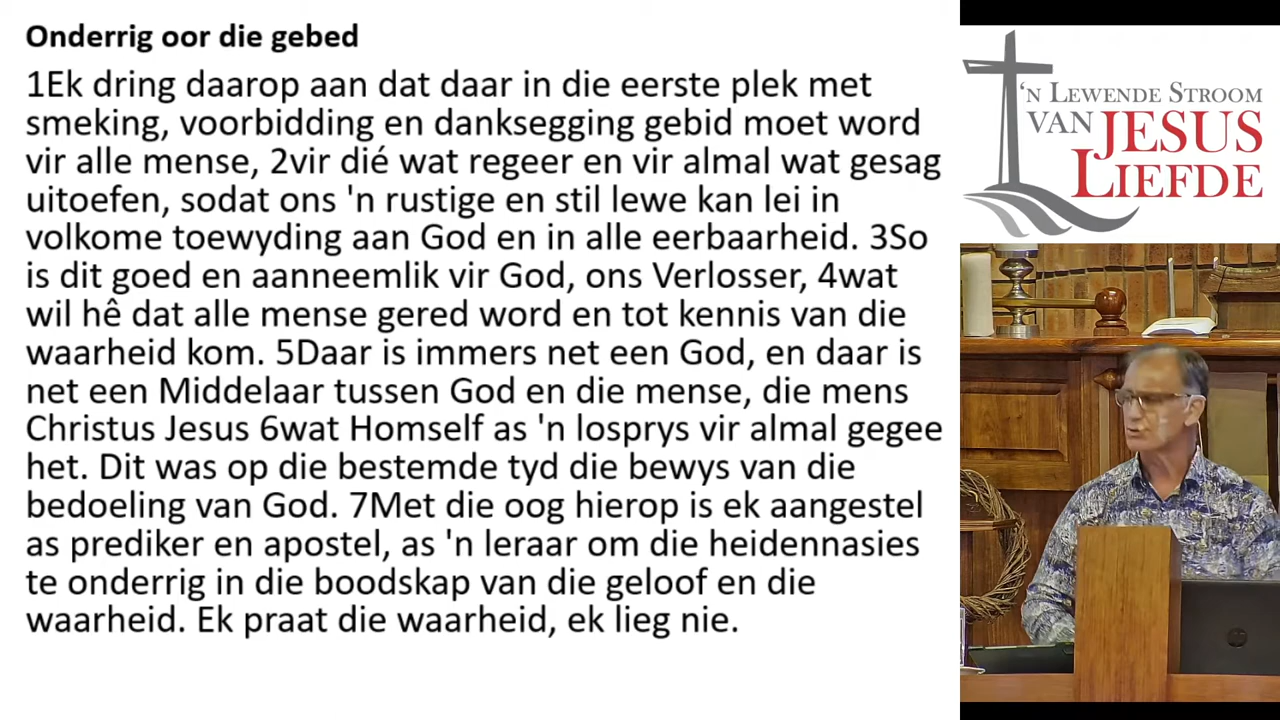 Onderrig oor die gebed
1Ek dring daarop aan dat daar in die eerste plek met
smeking, voorbidding en danksegging gebid moet word
vir alle mense, 2vir dié wat regeer en vir almal wat gesag
uitoefen, sodat ons 'n rustige en stil lewe kan lei in
volkome toewyding aan God en in alle eerbaarheid. 3So
is dit goed en aanneemlik vir God, ons Verlosser, 4wat
wil hê dat alle mense gered word en tot kennis van die
waarheid kom. 5Daar is immers net een God, en daar is
net een Middelaar tussen God en die mense, die mens
Christus Jesus 6wat Homself as 'n losprys vir almal gegee
het. Dit was op die bestemde tyd die bewys van die
bedoeling van God. 7Met die oog hierop is ek aangestel
as prediker en apostel, as 'n leraar om die heidennasies
te onderrig in die boodskap van die geloof en die
waarheid. Ek praat die waarheid, ek lieg nie.
‘n Lewende Stroom
van Jesus
Liefde